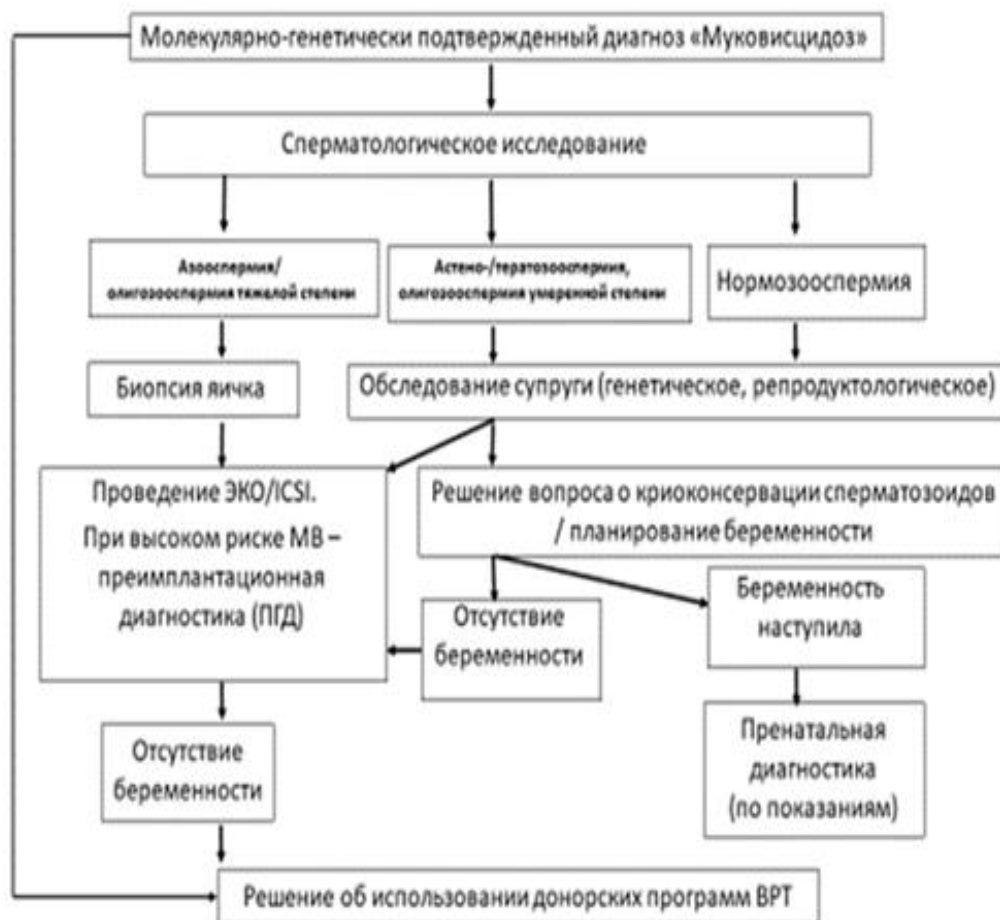 Молекулярно-генетически подтвержденный диагноз «Муковисцидоз»
Сперматологическое исследование
Азооспермия/
олигозооспермия тяжелой степени
Астено-/тератозооспермия,
олигозооспермия умеренной степени
Нормозооспермия
Биопсия яичка
Обследование супруги (генетическое, репродуктологическое)
Проведение ЭКО/ICSI.
При высоком риске МВ –
преимплантационная
диагностика (ПГД)
Решение вопроса о криоконсервации сперматозоидов
/ планирование беременности
Отсутствие
беременности
Беременность
наступила
Отсутствие
беременности
Пренатальная
диагностика
(по показаниям)
Решение об использовании донорских программ ВРТ